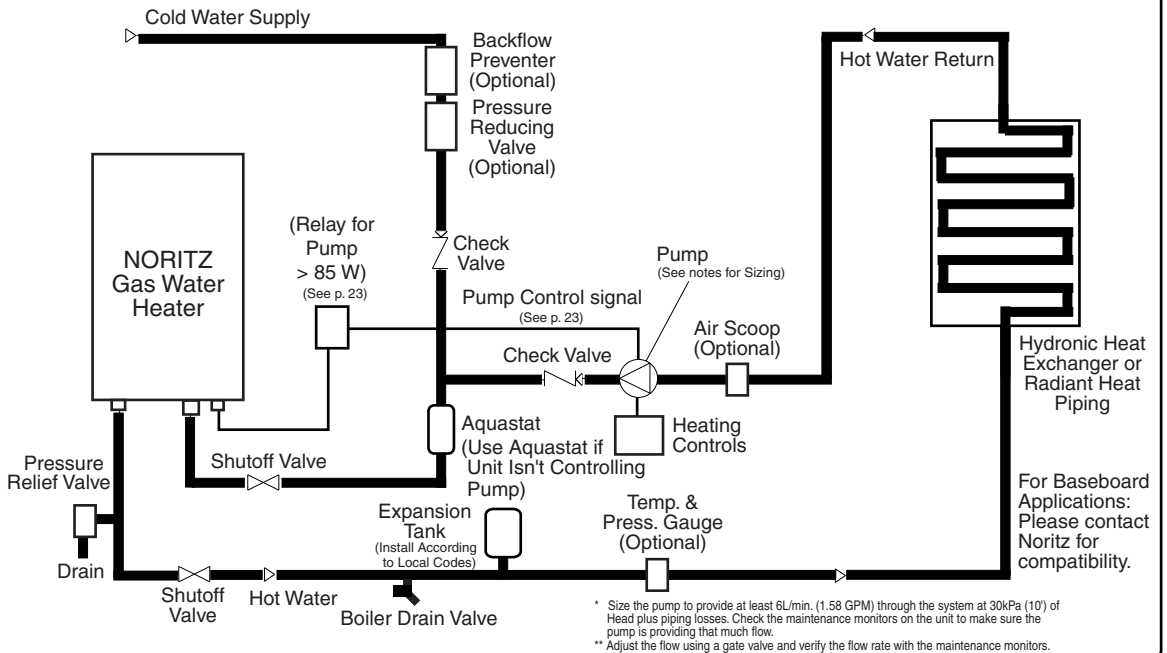 Cold Water Supply
Backflow
Preventer
(Optional)
Pressure
Reducing
Valve
(Optional)
Hot Water Return
NORITZ
Gas Water
Heater
(Relay for
Pump
> 85 W)
(See p. 23)
Check
Valve
Pump
(See notes for Sizing)
Pump Control signal
(See p. 23)
Air Scoop
(Optional)
Check Valve
Hydronic Heat
Exchanger or
Radiant Heat
Piping
Aquastat
(Use Aquastat if
Unit Isn't Controlling
Pump)
Heating
Controls
Shutoff Valve
Pressure
Relief Valve
Drain
Expansion
Tank
(Install According
to Local Codes)
Temp. &
Press. Gauge
(Optional)
For Baseboard
Applications:
Please contact
Noritz for
compatibility.
Shutoff
Valve
Hot Water
Boiler Drain Valve
* Size the pump to provide at least 6L/min. (1.58 GPM) through the system at 30kPa (10') of
Head plus piping losses. Check the maintenance monitors on the unit to make sure the
pump is providing that much flow.
** Adjust the flow using a gate valve and verify the flow rate with the maintenance monitors.